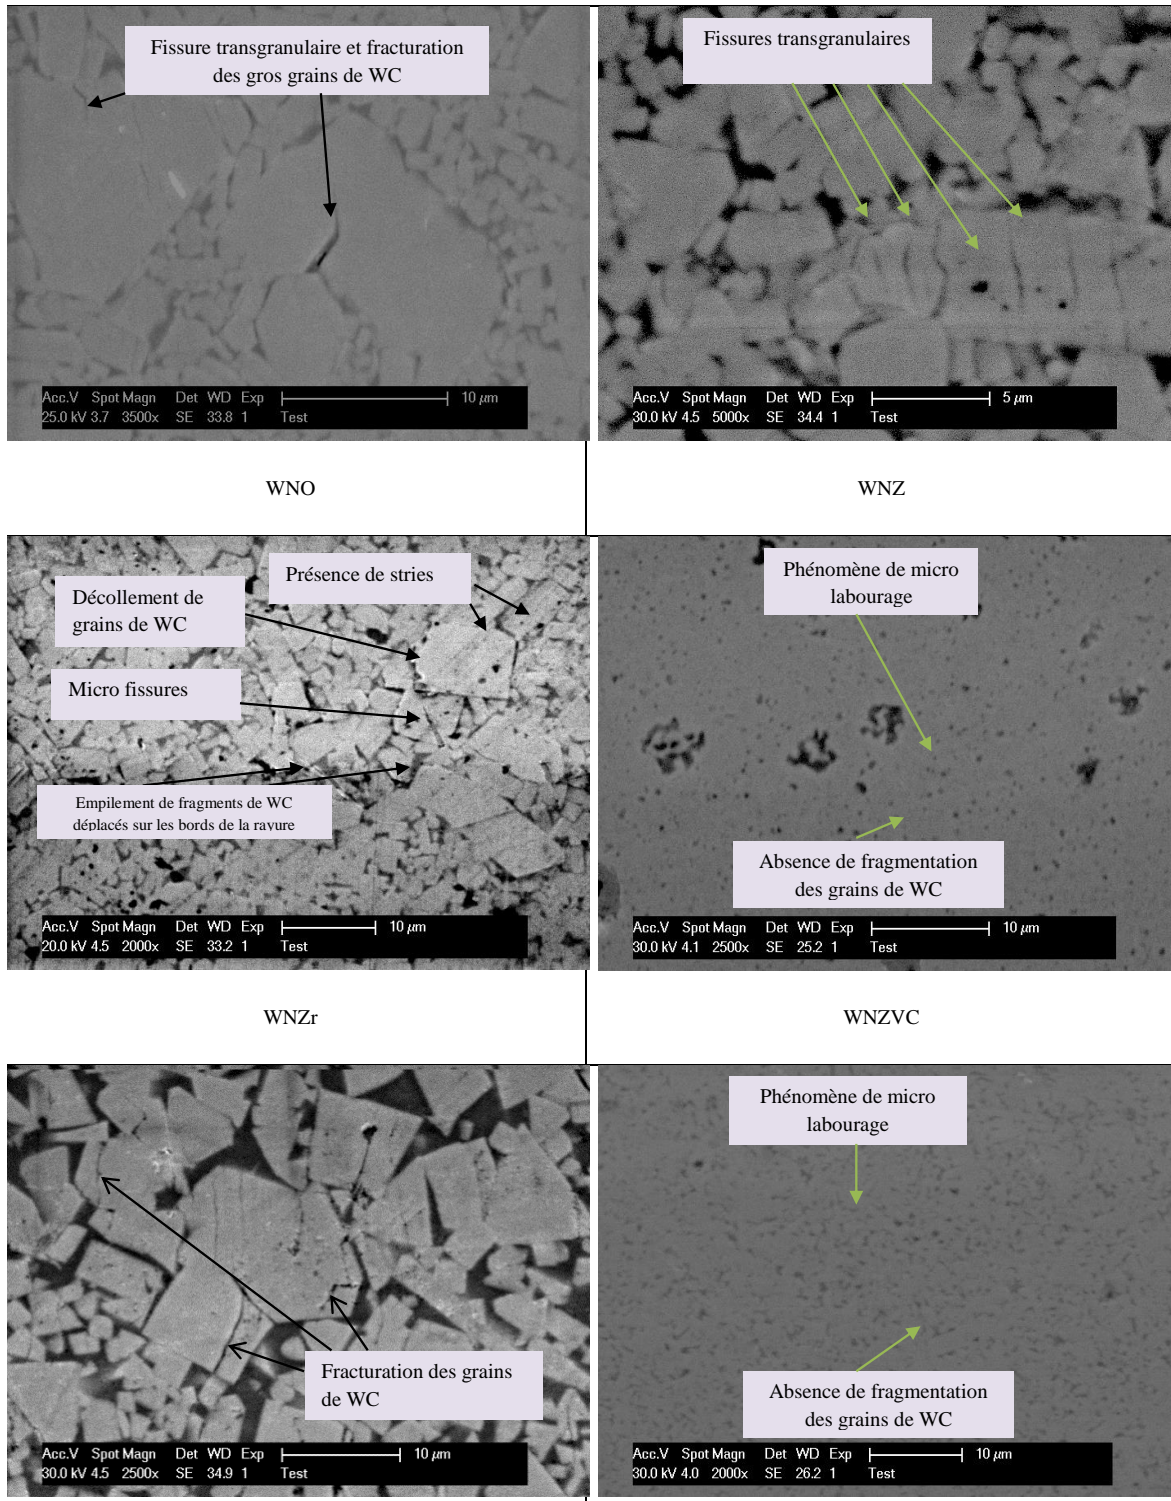 Fissure transgranulaire et fracturation
des gros grains de WC
Acc.V Spot Magn Det WD Exp 10 µm
25.0 kV 3.7 3500x SE 33.8 1 Test
Fissures transgranulaires
Acc.V Spot Magn Det WD Exp 5 µm
30.0 kV 4.5 5000x SE 34.4 1 Test
WNO
WNZ
Présence de stries
Décollement de
grains de WC
Micro fissures
Empilement de fragments de WC
déplacés sur les bords de la rayure
Acc.V Spot Magn Det WD Exp 10 µm
20.0 kV 4.5 2000x SE 33.2 1 Test
Phénomène de micro
labourage
Absence de fragmentation
des grains de WC
Acc.V Spot Magn Det WD Exp 10 µm
30.0 kV 4.1 2500x SE 25.2 1 Test
WNZr
WNZVC
Fracturation des grains
de WC
Acc.V Spot Magn Det WD Exp 10 µm
30.0 kV 4.5 2500x SE 34.9 1 Test
Phénomène de micro
labourage
Absence de fragmentation
des grains de WC
Acc.V Spot Magn Det WD Exp 10 µm
30.0 kV 4.0 2000x SE 26.2 1 Test